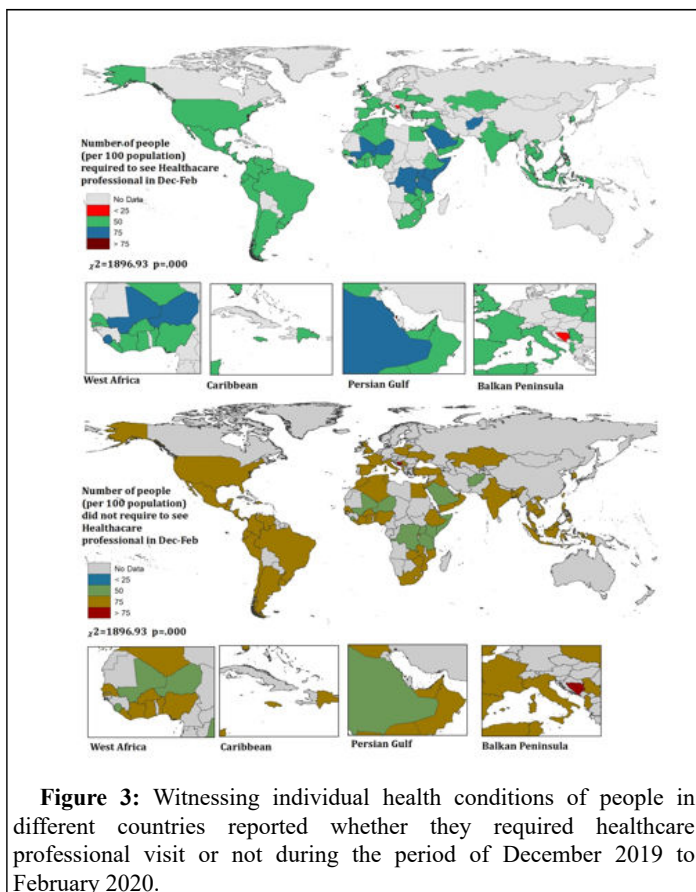 Number of people
(per 100 population)
required to see Healthacare
professional in Dec-Feb
No Data
< 25
50
75
> 75
χ2=1896.93 p=.000
West Africa
Caribbean
Persian Gulf
Balkan Peninsula
Number of people
(per 100 population)
did not require to see
Healthacare
professional in Dec-Feb
No Data
< 25
50
75
> 75
χ2=1896.93 p=.000
West Africa
Caribbean
Persian Gulf
Balkan Peninsula
Figure 3: Witnessing individual health conditions of people in
different countries reported whether they required healthcare
professional visit or not during the period of December 2019 to
February 2020.